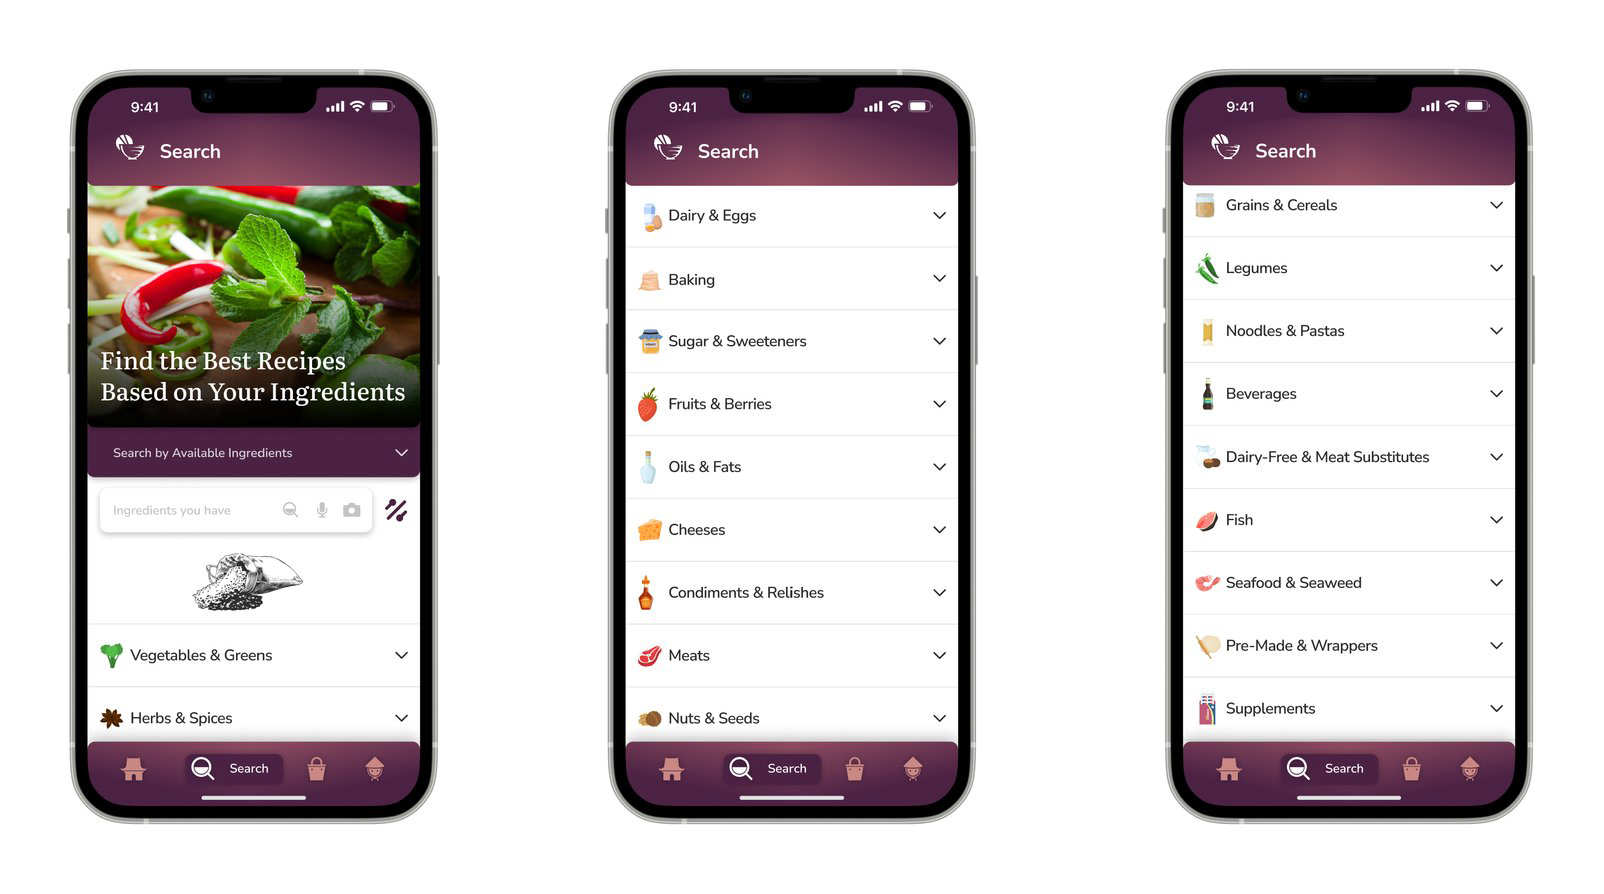 9:41
Search
Find the Best Recipes
Based on Your Ingredients
Search by Available Ingredients
Ingredients you have
Vegetables & Greens
Herbs & Spices
Search
9:41
Search
Dairy & Eggs
Baking
Sugar & Sweeteners
Fruits & Berries
Oils & Fats
Cheeses
Condiments & Relishes
Meats
Nuts & Seeds
Search
9:41
Search
Grains & Cereals
Legumes
Noodles & Pastas
Beverages
Dairy-Free & Meat Substitutes
Fish
Seafood & Seaweed
Pre-Made & Wrappers
Supplements
Search